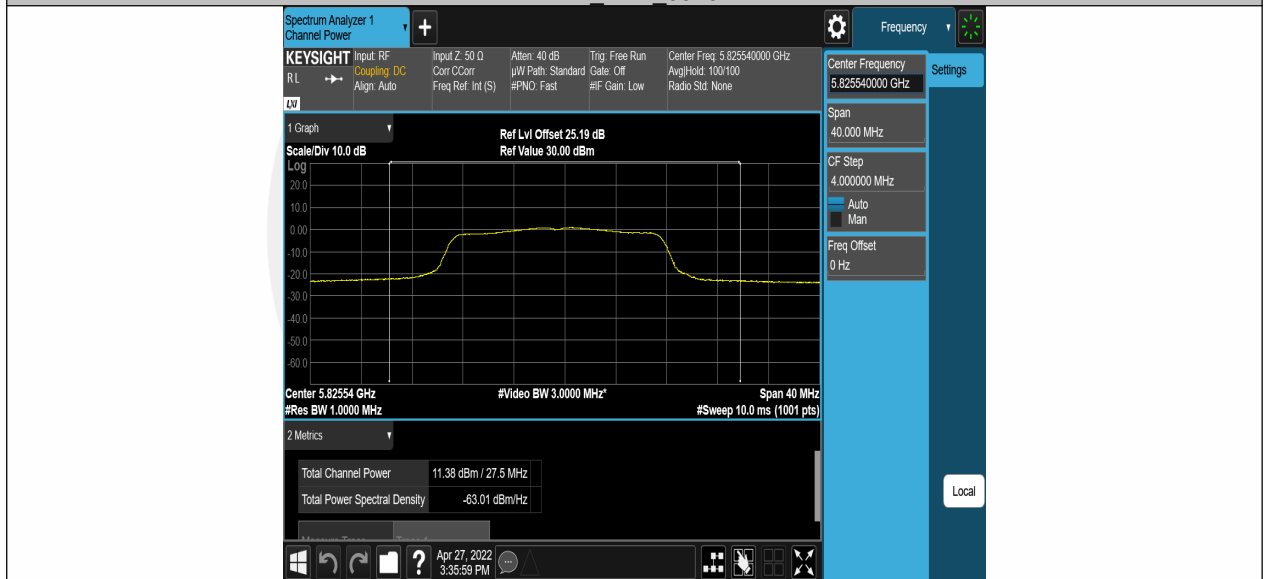 Spectrum Analyzer 1
Channel Power
+
Frequency
KEYSIGHT
RL
LXI
Input: RF
Coupling: DC
Align: Auto
Input Z: 50 Ω
Corr CCorr
Freq Ref: Int (S)
Atten: 40 dB
µW Path: Standard
#PNO: Fast
Trig: Free Run
Gate: Off
#IF Gain: Low
Center Freq: 5.825540000 GHz
Avg|Hold: 100/100
Radio Std: None
Center Frequency
5.825540000 GHz
Settings
Span
40.000 MHz
CF Step
4.000000 MHz
Auto
Man
Freq Offset
0 Hz
Local
1 Graph
Scale/Div 10.0 dB
Ref Lvl Offset 25.19 dB
Ref Value 30.00 dBm
Log
20.0
10.0
0.00
-10.0
-20.0
-30.0
-40.0
-50.0
-60.0
Center 5.82554 GHz
#Video BW 3.0000 MHz*
Span 40 MHz
#Res BW 1.0000 MHz
#Sweep 10.0 ms (1001 pts)
2 Metrics
Total Channel Power 11.38 dBm / 27.5 MHz
Total Power Spectral Density -63.01 dBm/Hz
?
Apr 27, 2022
3:35:59 PM